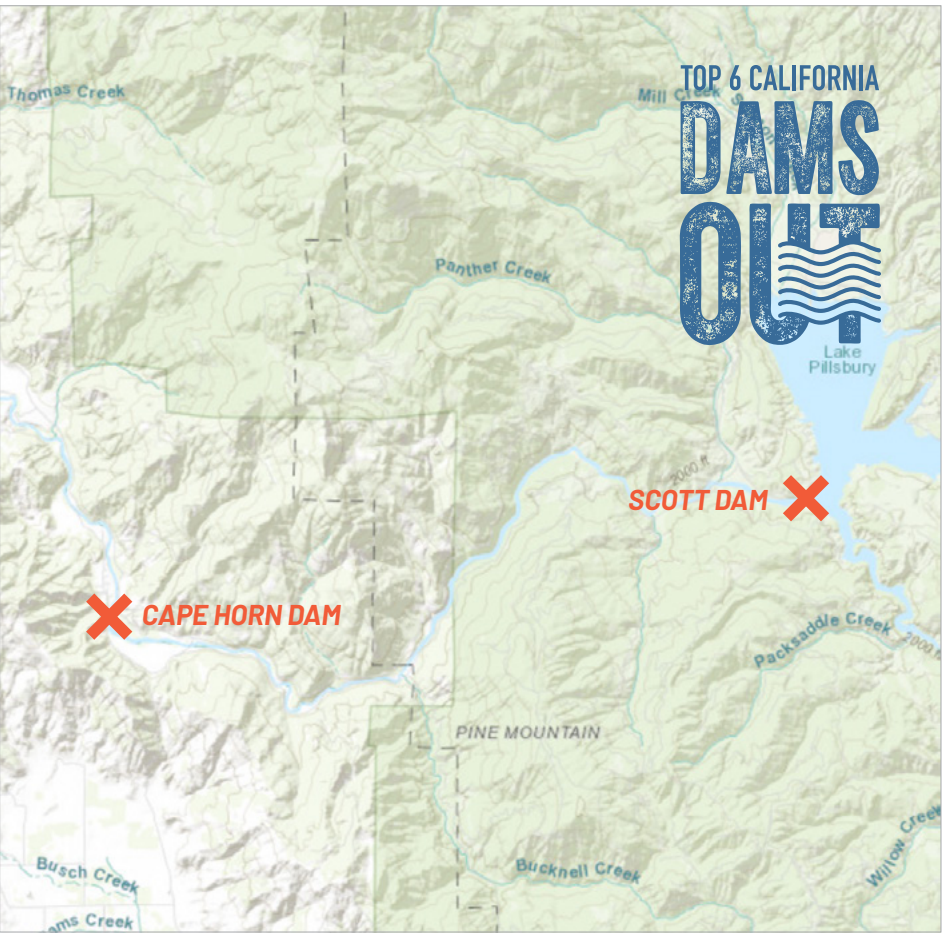 TOP 6 CALIFORNIA
DAMS
OUT
Thomas Creek
Mill Creek
Panther Creek
Lake
Pillsbury
2000 ft
SCOTT DAM
CAPE HORN DAM
Packsaddle Creek
2000 ft
PINE MOUNTAIN
Willow Creek
Busch Creek
Bucknell Creek
Creek